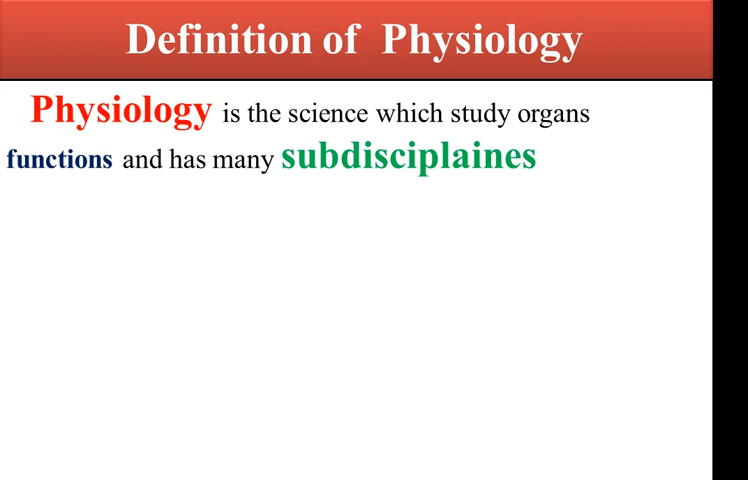 Definition of Physiology
Physiology is the science which study organs
functions and has many subdisciplaines